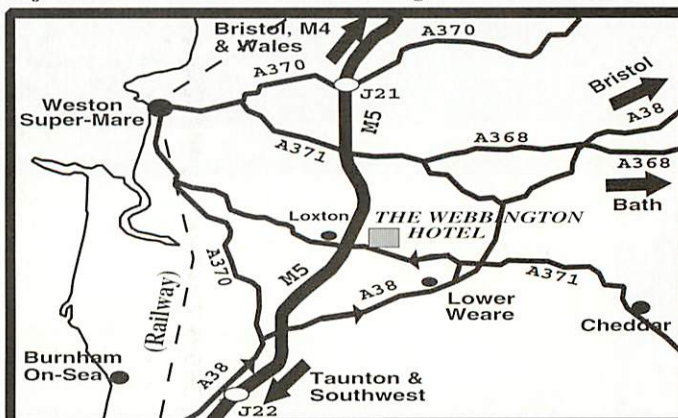 Bristol, M4
& Wales
A370
A370
Bristol
J21
Weston
Super-Mare
A38
M5
A371
A368
A368
Bath
Loxton
THE WEBBINGTON
HOTEL
A370
M5
A38
A371
Lower
Weare
(Railway)
Cheddar
Burnham
On-Sea
A38
Taunton &
Southwest
J22